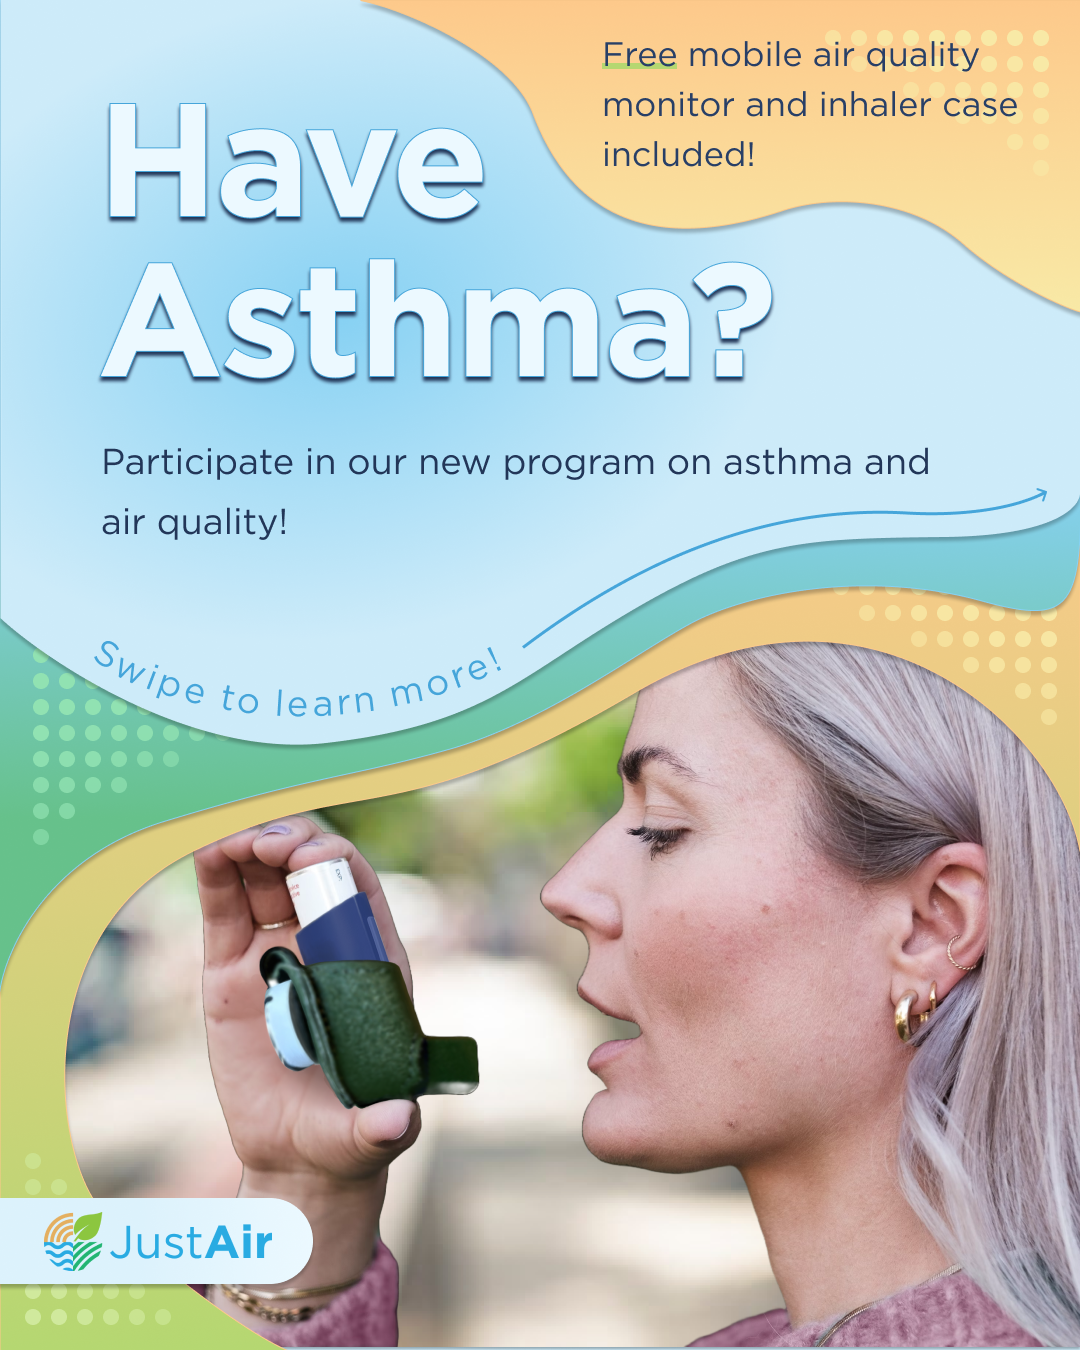 Free mobile air quality
monitor and inhaler case
included!
Have
Asthma?
Participate in our new program on asthma and
air quality!
Swipe to learn more!
JustAir